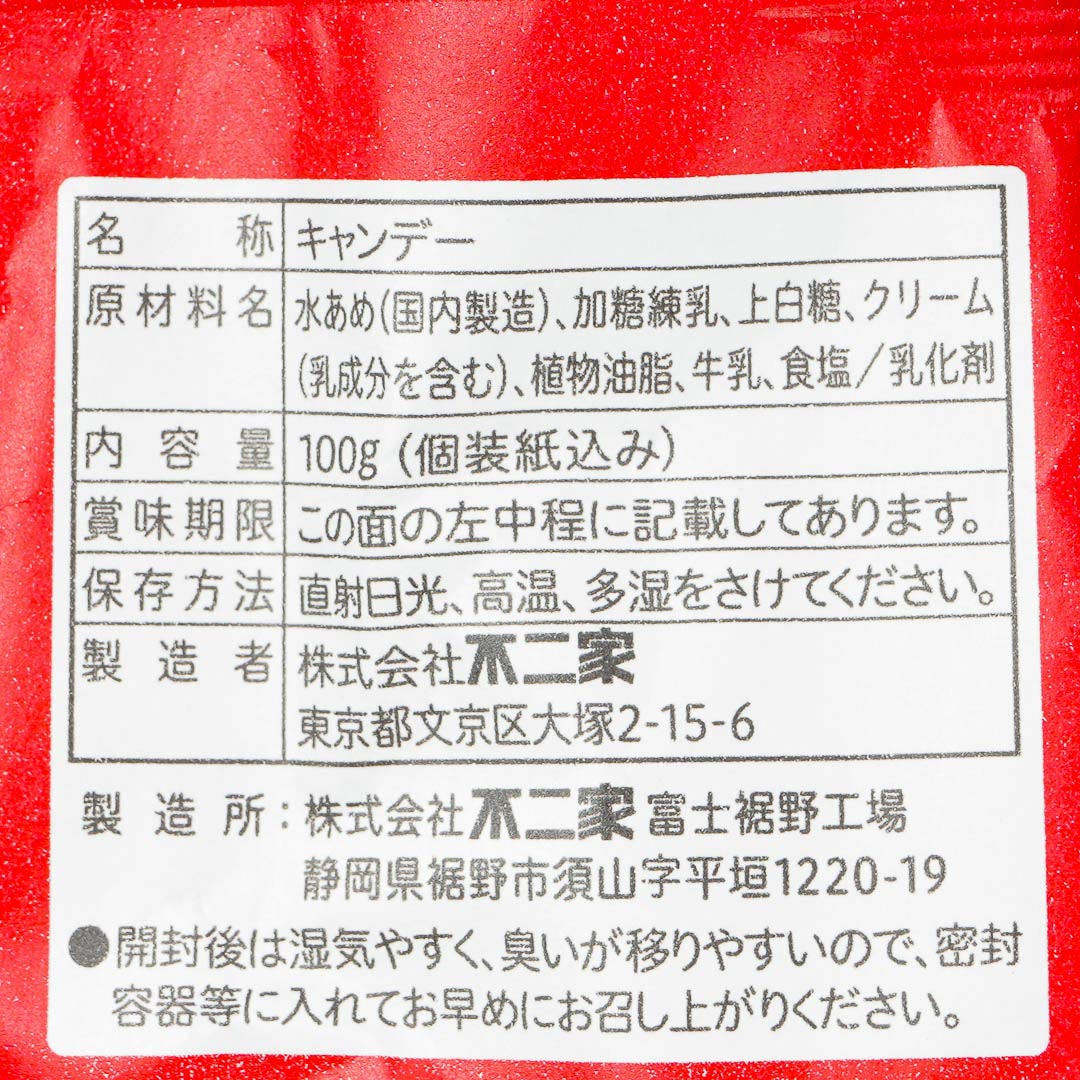 名称 キャンデー
原材料名 水あめ(国内製造)、加糖練乳、上白糖、クリーム
(乳成分を含む)、植物油脂、牛乳、食塩/乳化剤
内容量 100g (個装紙込み)
賞味期限 この面の左中程に記載してあります。
保存方法 直射日光、高温、多湿をさけてください。
製造者 株式会社不二家
東京都文京区大塚2-15-6
製造所: 株式会社不二家富士裾野工場
静岡県裾野市須山字平垣1220-19
●開封後は湿気やすく、臭いが移りやすいので、密封
容器等に入れてお早めにお召し上がりください。